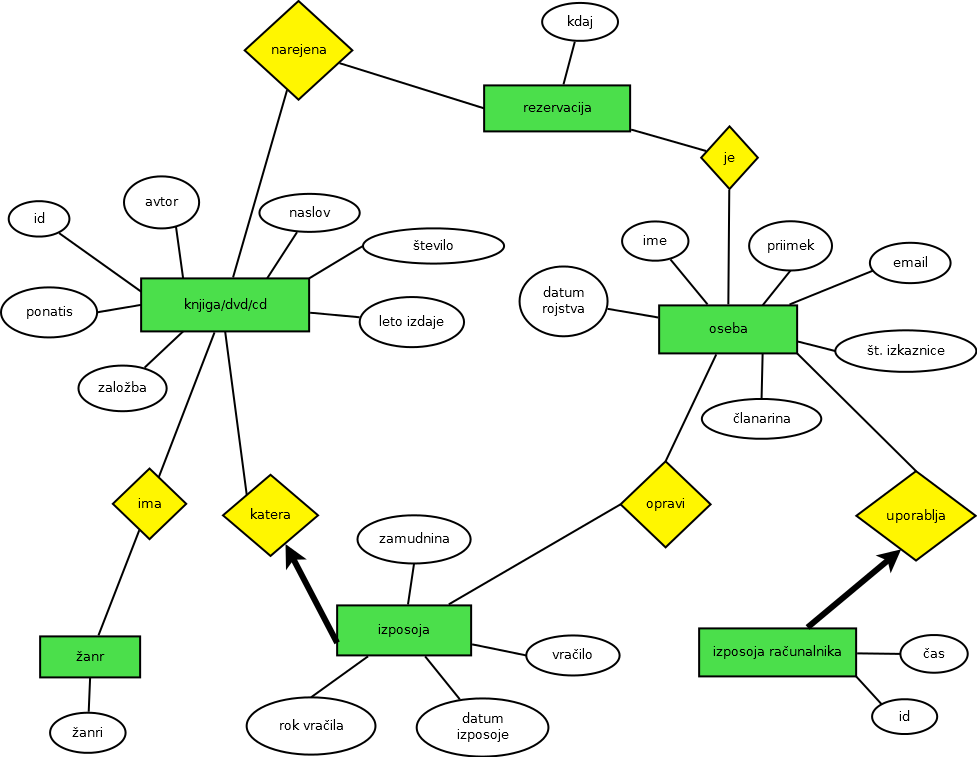 kdaj
narejena
rezervacija
je
avtor
naslov
id
število
ime
priimek
email
datum
rojstva
ponatis
knjiga/dvd/cd
leto izdaje
oseba
št. izkaznice
založba
članarina
ima
katera
opravi
uporablja
zamudnina
izposoja
žanr
vračilo
izposoja računalnika
čas
žanri
rok vračila
datum
izposoje
id